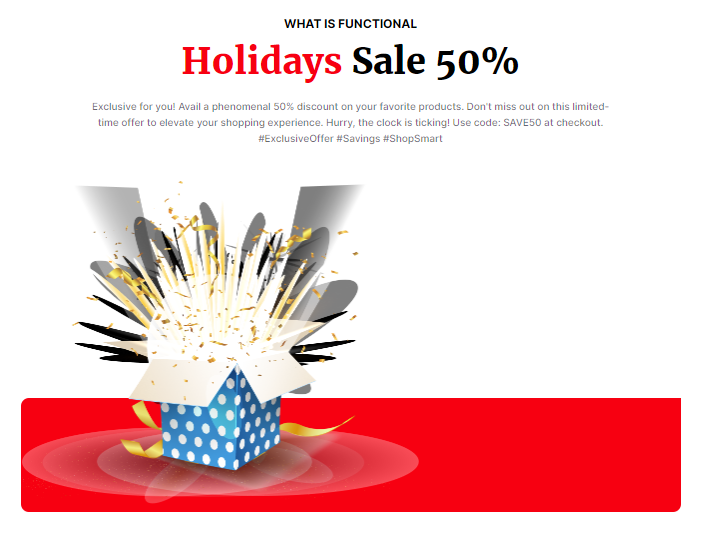 WHAT IS FUNCTIONAL
Holidays Sale 50%
Exclusive for you! Avail a phenomenal 50% discount on your favorite products. Don't miss out on this limited-
time offer to elevate your shopping experience. Hurry, the clock is ticking! Use code: SAVE50 at checkout.
#ExclusiveOffer #Savings #ShopSmart